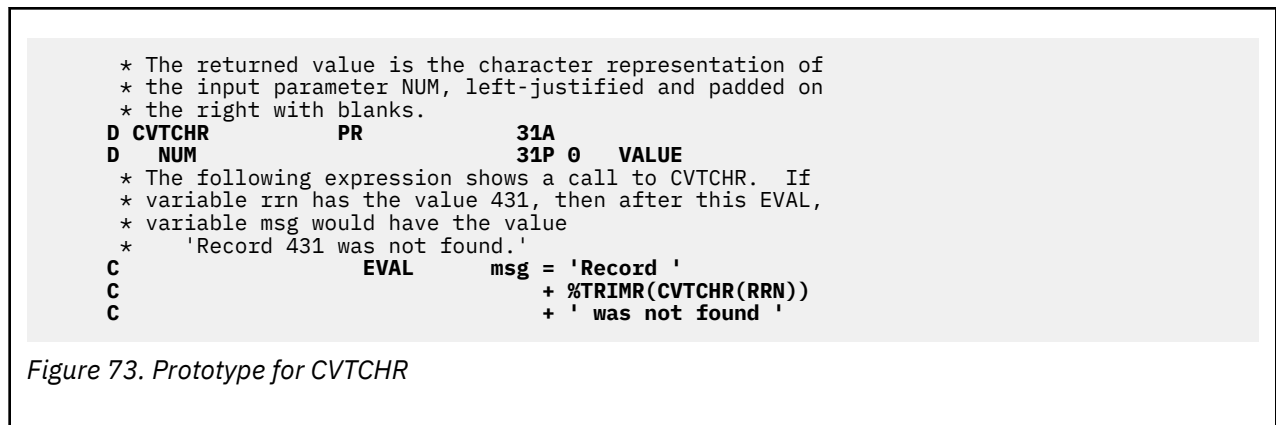 * The returned value is the character representation of
* the input parameter NUM, left-justified and padded on
* the right with blanks.
D CVTCHR PR 31A
D NUM 31P 0 VALUE
* The following expression shows a call to CVTCHR. If
* variable rrn has the value 431, then after this EVAL,
* variable msg would have the value
* 'Record 431 was not found.'
C EVAL msg = 'Record '
C + %TRIMR(CVTCHR(RRN))
C + ' was not found '
Figure 73. Prototype for CVTCHR